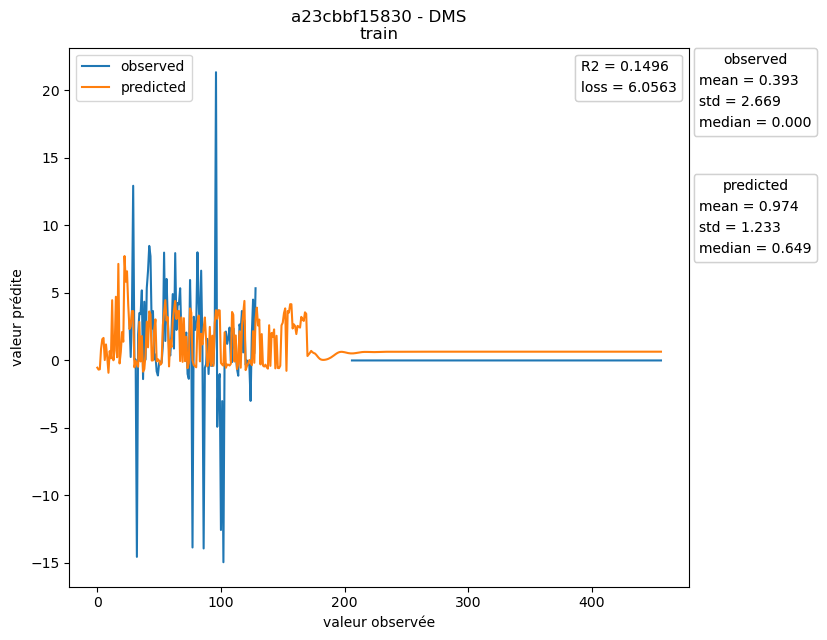 a23cbbf15830 - DMS
train
observed
predicted
R2 = 0.1496
loss = 6.0563
observed
mean = 0.393
std = 2.669
median = 0.000
predicted
mean = 0.974
std = 1.233
median = 0.649
valeur prédite
20
15
10
5
0
−5
−10
−15
0
100
200
300
400
valeur observée